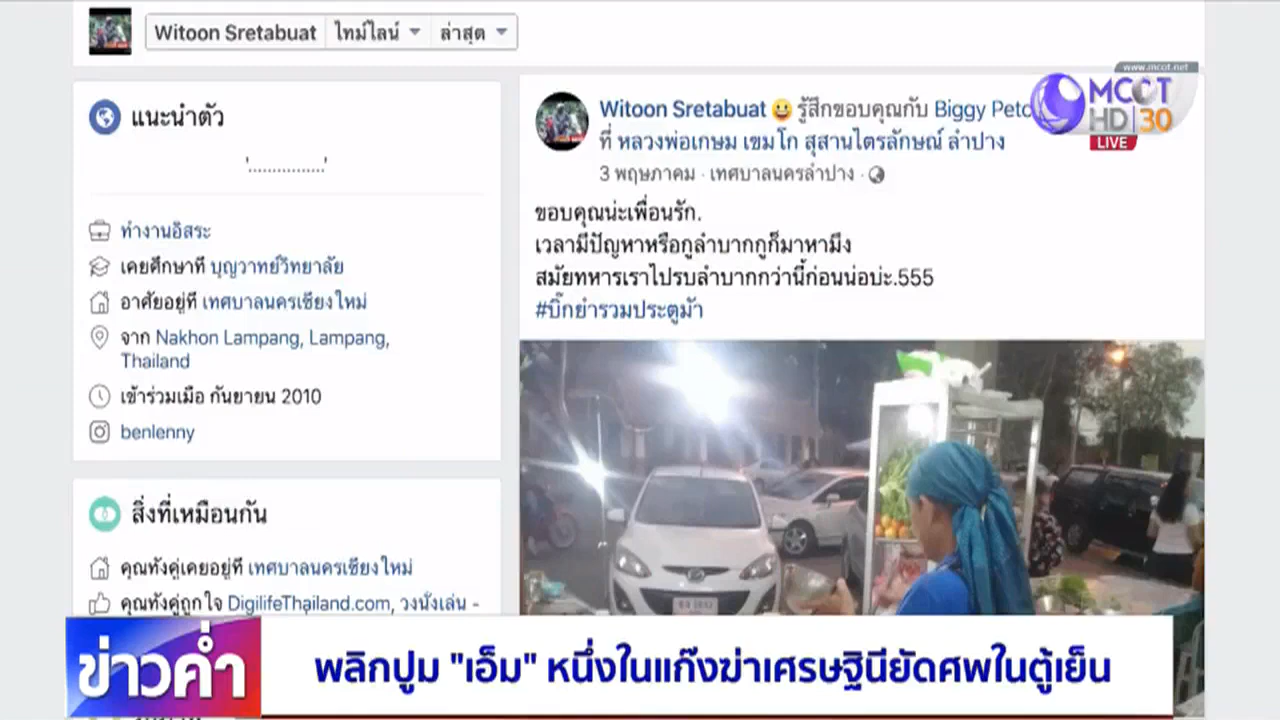 Witoon Sretabuat ไทม์ไลน์ ล่าสุด
www.mcot.net
MCOT
HD 30
LIVE
แนะนำตัว
'................'
ทำงานอิสระ
เคยศึกษาที่ บุญวาทย์วิทยาลัย
อาศัยอยู่ที่ เทศบาลนครเชียงใหม่
จาก Nakhon Lampang, Lampang,
Thailand
เข้าร่วมเมื่อ กันยายน 2010
benlenny
สิ่งที่เหมือนกัน
คุณทั้งคู่เคยอยู่ที่ เทศบาลนครเชียงใหม่
คุณทั้งคู่ถูกใจ DigilifeThailand.com, วงนั่งเล่น -
Witoon Sretabuat 😀 รู้สึกขอบคุณกับ Biggy Peto
ที่ หลวงพ่อเกษม เขมโก สุสานไตรลักษณ์ ลำปาง
3 พฤษภาคม · เทศบาลนครลำปาง ·
ขอบคุณน่ะเพื่อนรัก.
เวลามีปัญหาหรือกูลำบากกูก็มาหามึง
สมัยทหารเราไปรบลำบากกว่านี้ก่อนน่อบ่ะ.555
#บิ๊กยำรวมประตูม้า
ข่าวค่ำ
พลิกปูม "เอ็ม" หนึ่งในแก๊งฆ่าเศรษฐินียัดศพในตู้เย็น